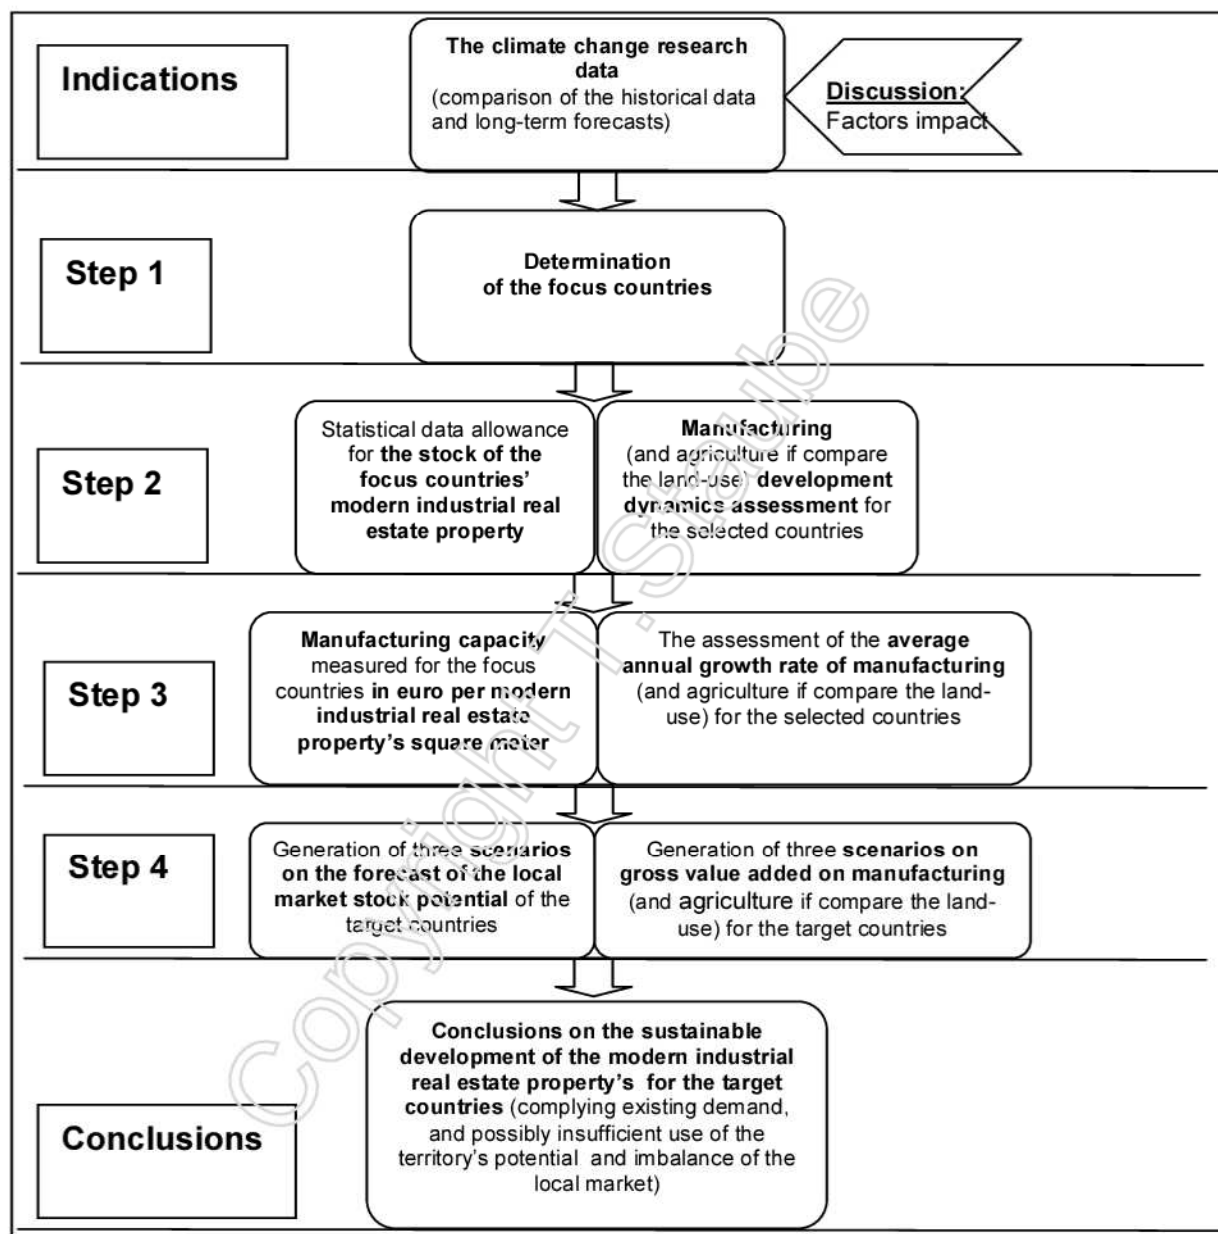 Indications
The climate change research
data
(comparison of the historical data
and long-term forecasts)
Discussion:
Factors impact
Step 1
Determination
of the focus countries
Step 2
Statistical data allowance
for the stock of the
focus countries'
modern industrial real
estate property
Manufacturing
(and agriculture if compare
the land-use) development
dynamics assessment for
the selected countries
Step 3
Manufacturing capacity
measured for the focus
countries in euro per modern
industrial real estate
property's square meter
The assessment of the average
annual growth rate of manufacturing
(and agriculture if compare the land-
use) for the selected countries
Step 4
Generation of three scenarios
on the forecast of the local
market stock potential of the
target countries
Generation of three scenarios on
gross value added on manufacturing
(and agriculture if compare the land-
use) for the target countries
Conclusions
Conclusions on the sustainable
development of the modern industrial
real estate property's for the target
countries (complying existing demand,
and possibly insufficient use of the
territory's potential and imbalance of the
local market)
Copyright T.Staube